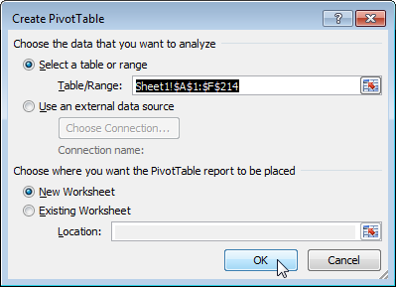 Create PivotTable
Choose the data that you want to analyze
Select a table or range
Table/Range: Sheet1!$A$1:$F$214
Use an external data source
Choose Connection...
Connection name:
Choose where you want the PivotTable report to be placed
New Worksheet
Existing Worksheet
Location:
OK Cancel